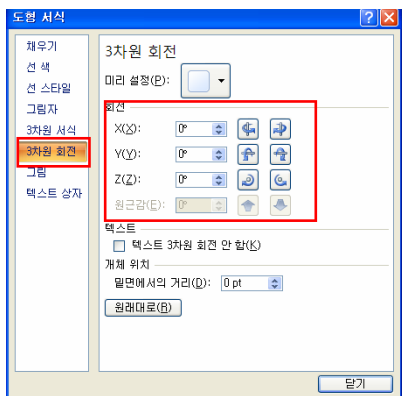 도형 서식
채우기
선 색
선 스타일
그림자
3차원 서식
3차원 회전
그림
텍스트 상자
3차원 회전
미리 설정(P):
회전
X(X): 0°
Y(Y): 0°
Z(Z): 0°
원근감(E): 0°
텍스트
텍스트 3차원 회전 안 함(K)
개체 위치
밑면에서의 거리(D): 0 pt
원래대로(R)
닫기